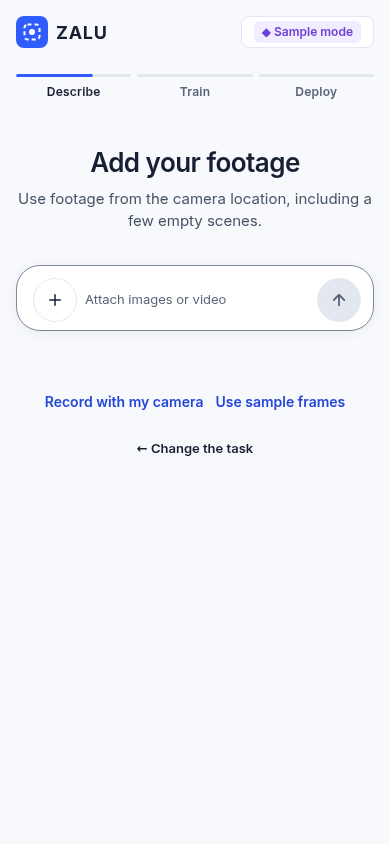 ZALU
◆ Sample mode
Describe
Train
Deploy
Add your footage
Use footage from the camera location, including a
few empty scenes.
Attach images or video
Record with my camera
Use sample frames
← Change the task